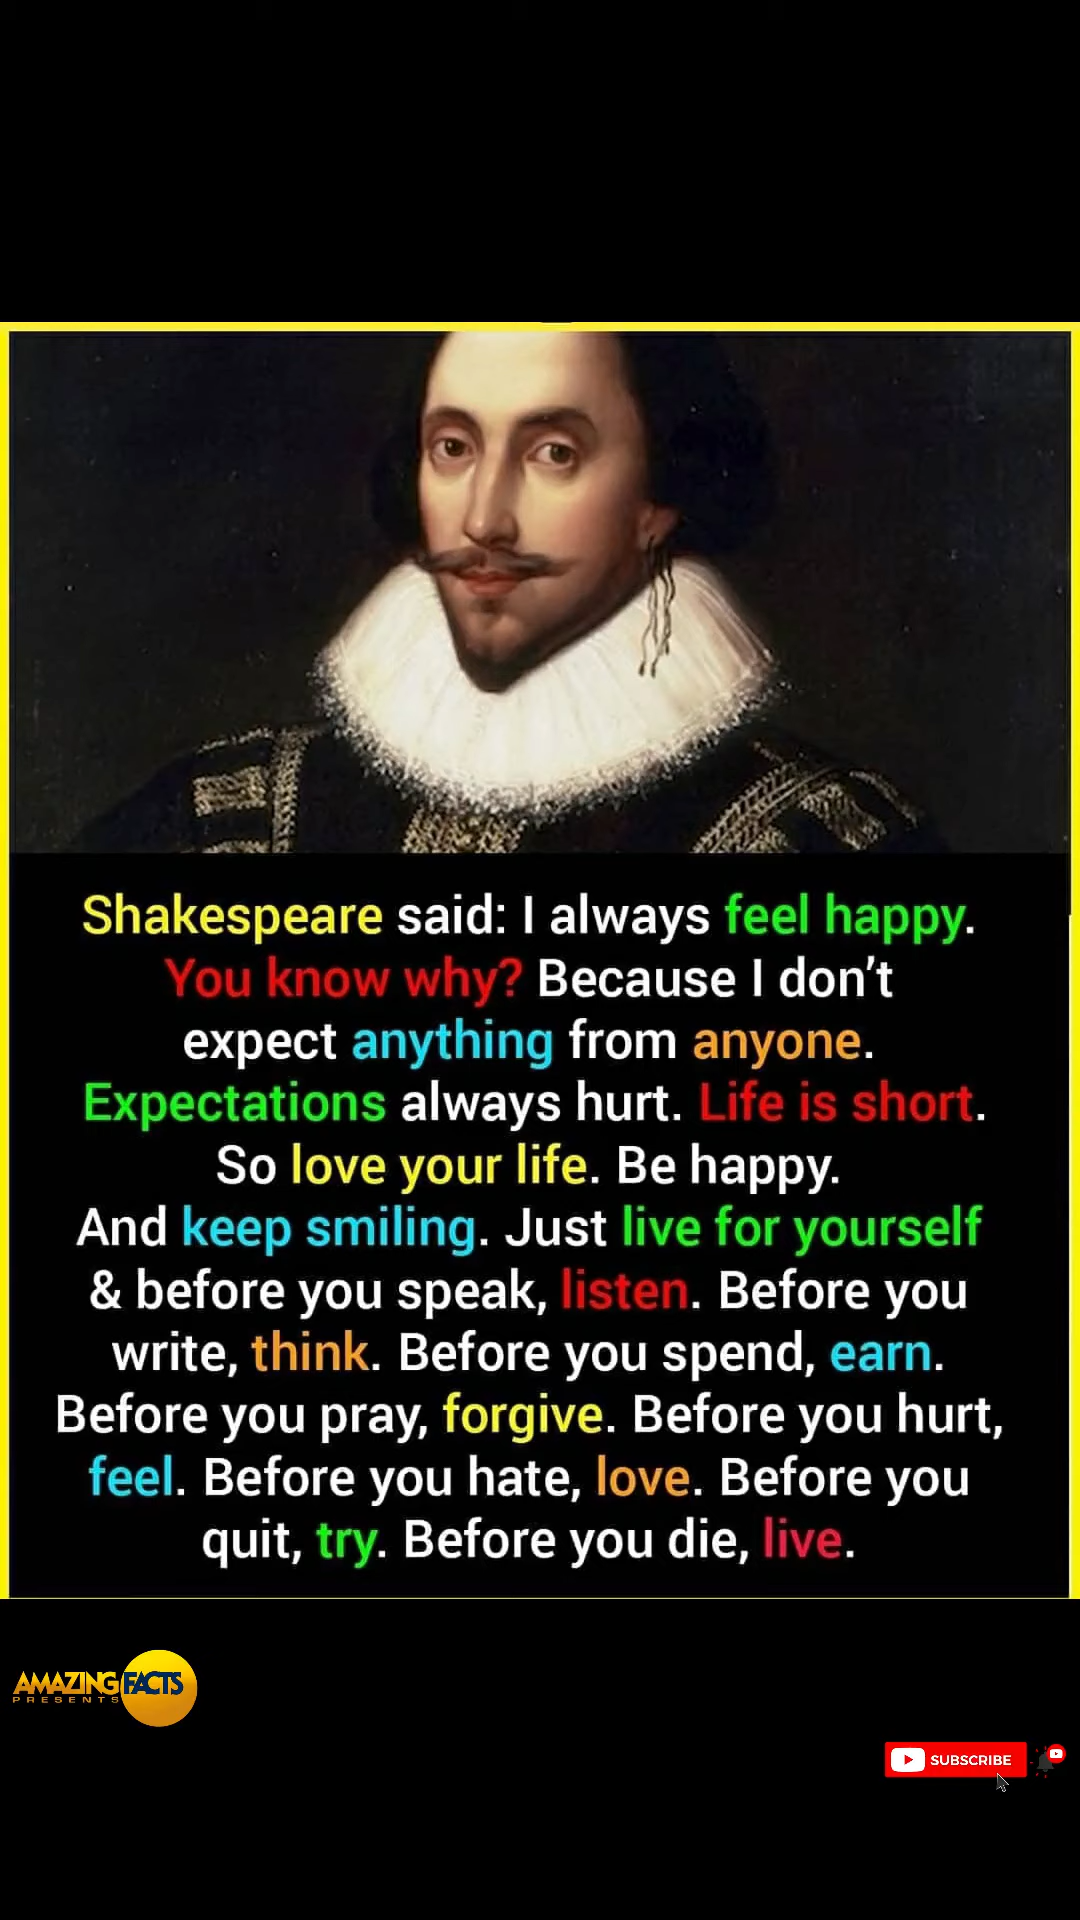 Shakespeare said: I always feel happy.
You know why? Because I don't
expect anything from anyone.
Expectations always hurt. Life is short.
So love your life. Be happy.
And keep smiling. Just live for yourself
& before you speak, listen. Before you
write, think. Before you spend, earn.
Before you pray, forgive. Before you hurt,
feel. Before you hate, love. Before you
quit, try. Before you die, live.
AMAZING FACTS
PRESENTS
SUBSCRIBE